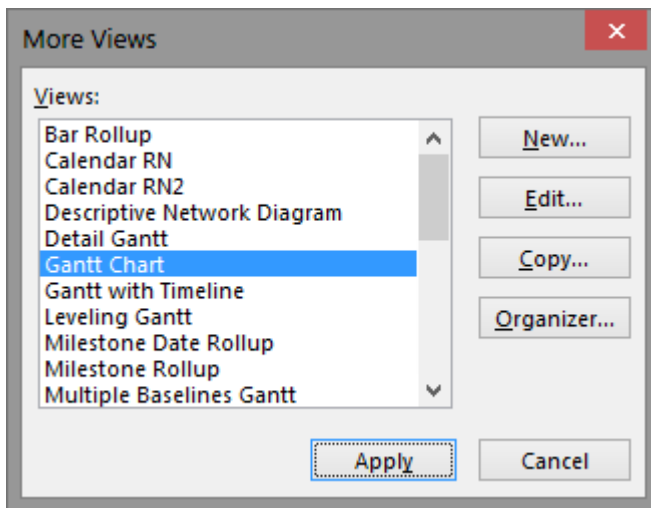 More Views
Views:
Bar Rollup
Calendar RN
Calendar RN2
Descriptive Network Diagram
Detail Gantt
Gantt Chart
Gantt with Timeline
Leveling Gantt
Milestone Date Rollup
Milestone Rollup
Multiple Baselines Gantt
New...
Edit...
Copy...
Organizer...
Apply
Cancel